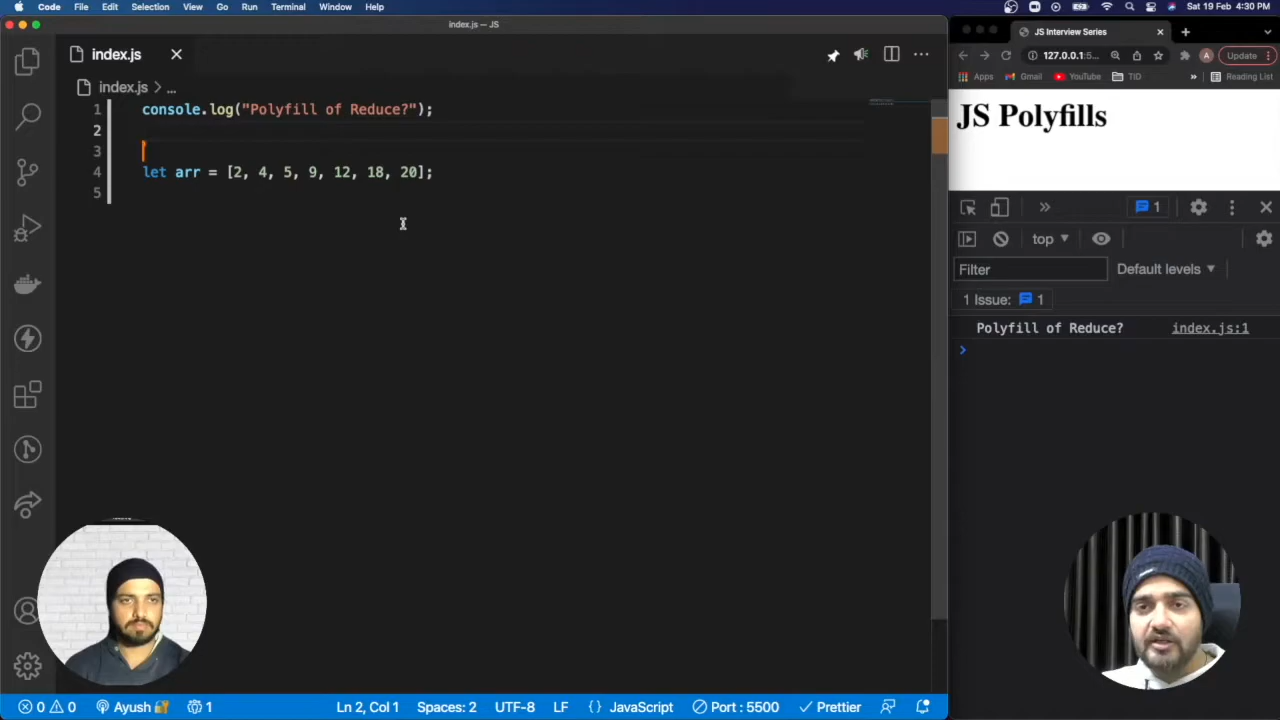 Code File Edit Selection View Go Run Terminal Window Help Sat 19 Feb 4:30 PM
index.js — JS
JS Interview Series
index.js
127.0.0.1:5... A Update
Apps Gmail YouTube TID » Reading List
index.js > ...
1 console.log("Polyfill of Reduce?");
2
3
4 let arr = [2, 4, 5, 9, 12, 18, 20];
5
JS Polyfills
» 1
top
Filter Default levels
1 Issue: 1
Polyfill of Reduce? index.js:1
0 0 Ayush 1 Ln 2, Col 1 Spaces: 2 UTF-8 LF {} JavaScript Port : 5500 Prettier